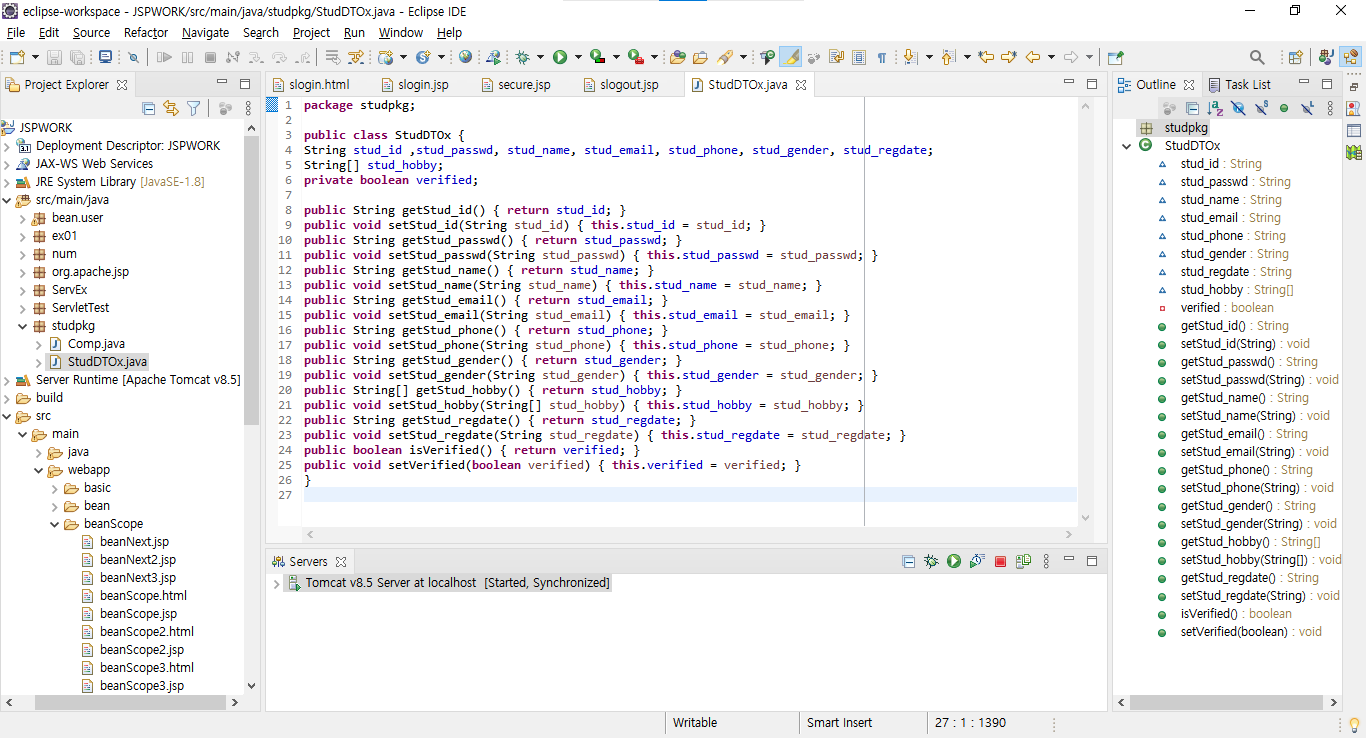 eclipse-workspace - JSPWORK/src/main/java/studpkg/StudDTOx.java - Eclipse IDE
File Edit Source Refactor Navigate Search Project Run Window Help
Project Explorer
JSPWORK
Deployment Descriptor: JSPWORK
JAX-WS Web Services
JRE System Library [JavaSE-1.8]
src/main/java
bean.user
ex01
num
org.apache.jsp
ServEx
ServletTest
studpkg
Comp.java
StudDTOx.java
Server Runtime [Apache Tomcat v8.5]
build
src
main
java
webapp
basic
bean
beanScope
beanNext.jsp
beanNext2.jsp
beanNext3.jsp
beanScope.html
beanScope.jsp
beanScope2.html
beanScope2.jsp
beanScope3.html
beanScope3.jsp
slogin.html slogin.jsp secure.jsp slogout.jsp StudDTOx.java
1 package studpkg;
2
3 public class StudDTOx {
4 String stud_id ,stud_passwd, stud_name, stud_email, stud_phone, stud_gender, stud_regdate;
5 String[] stud_hobby;
6 private boolean verified;
7
8 public String getStud_id() { return stud_id; }
9 public void setStud_id(String stud_id) { this.stud_id = stud_id; }
10 public String getStud_passwd() { return stud_passwd; }
11 public void setStud_passwd(String stud_passwd) { this.stud_passwd = stud_passwd; }
12 public String getStud_name() { return stud_name; }
13 public void setStud_name(String stud_name) { this.stud_name = stud_name; }
14 public String getStud_email() { return stud_email; }
15 public void setStud_email(String stud_email) { this.stud_email = stud_email; }
16 public String getStud_phone() { return stud_phone; }
17 public void setStud_phone(String stud_phone) { this.stud_phone = stud_phone; }
18 public String getStud_gender() { return stud_gender; }
19 public void setStud_gender(String stud_gender) { this.stud_gender = stud_gender; }
20 public String[] getStud_hobby() { return stud_hobby; }
21 public void setStud_hobby(String[] stud_hobby) { this.stud_hobby = stud_hobby; }
22 public String getStud_regdate() { return stud_regdate; }
23 public void setStud_regdate(String stud_regdate) { this.stud_regdate = stud_regdate; }
24 public boolean isVerified() { return verified; }
25 public void setVerified(boolean verified) { this.verified = verified; }
26 }
27
Servers
Tomcat v8.5 Server at localhost [Started, Synchronized]
Outline Task List
studpkg
StudDTOx
stud_id : String
stud_passwd : String
stud_name : String
stud_email : String
stud_phone : String
stud_gender : String
stud_regdate : String
stud_hobby : String[]
verified : boolean
getStud_id() : String
setStud_id(String) : void
getStud_passwd() : String
setStud_passwd(String) : void
getStud_name() : String
setStud_name(String) : void
getStud_email() : String
setStud_email(String) : void
getStud_phone() : String
setStud_phone(String) : void
getStud_gender() : String
setStud_gender(String) : void
getStud_hobby() : String[]
setStud_hobby(String[]) : void
getStud_regdate() : String
setStud_regdate(String) : void
isVerified() : boolean
setVerified(boolean) : void
Writable Smart Insert 27 : 1 : 1390